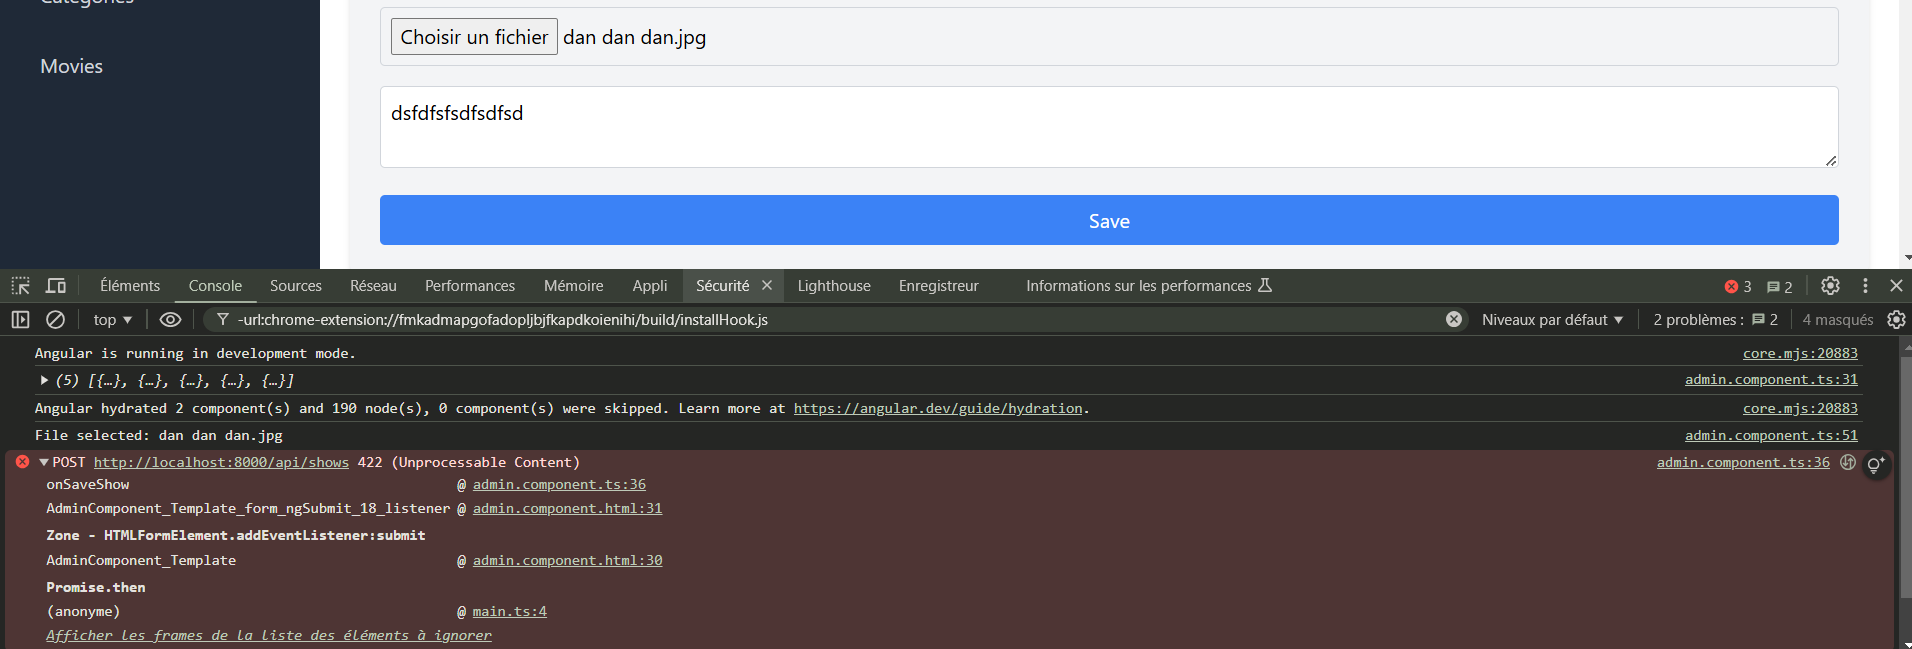 Categories
Choisir un fichier dan dan dan.jpg
Movies
dsfdfsfsdfsdfsd
Save
Éléments Console Sources Réseau Performances Mémoire Appli Sécurité Lighthouse Enregistreur Informations sur les performances 3 2
top -url:chrome-extension://fmkadmapgofadopljbjfkapdkoienihi/build/installHook.js Niveaux par défaut 2 problèmes : 2 4 masqués
Angular is running in development mode. core.mjs:20883
(5) [{…}, {…}, {…}, {…}, {…}] admin.component.ts:31
Angular hydrated 2 component(s) and 190 node(s), 0 component(s) were skipped. Learn more at https://angular.dev/guide/hydration. core.mjs:20883
File selected: dan dan dan.jpg admin.component.ts:51
POST http://localhost:8000/api/shows 422 (Unprocessable Content) admin.component.ts:36
onSaveShow @ admin.component.ts:36
AdminComponent_Template_form_ngSubmit_18_listener @ admin.component.html:31
Zone - HTMLFormElement.addEventListener:submit
AdminComponent_Template @ admin.component.html:30
Promise.then
(anonyme) @ main.ts:4
Afficher les frames de la liste des éléments à ignorer